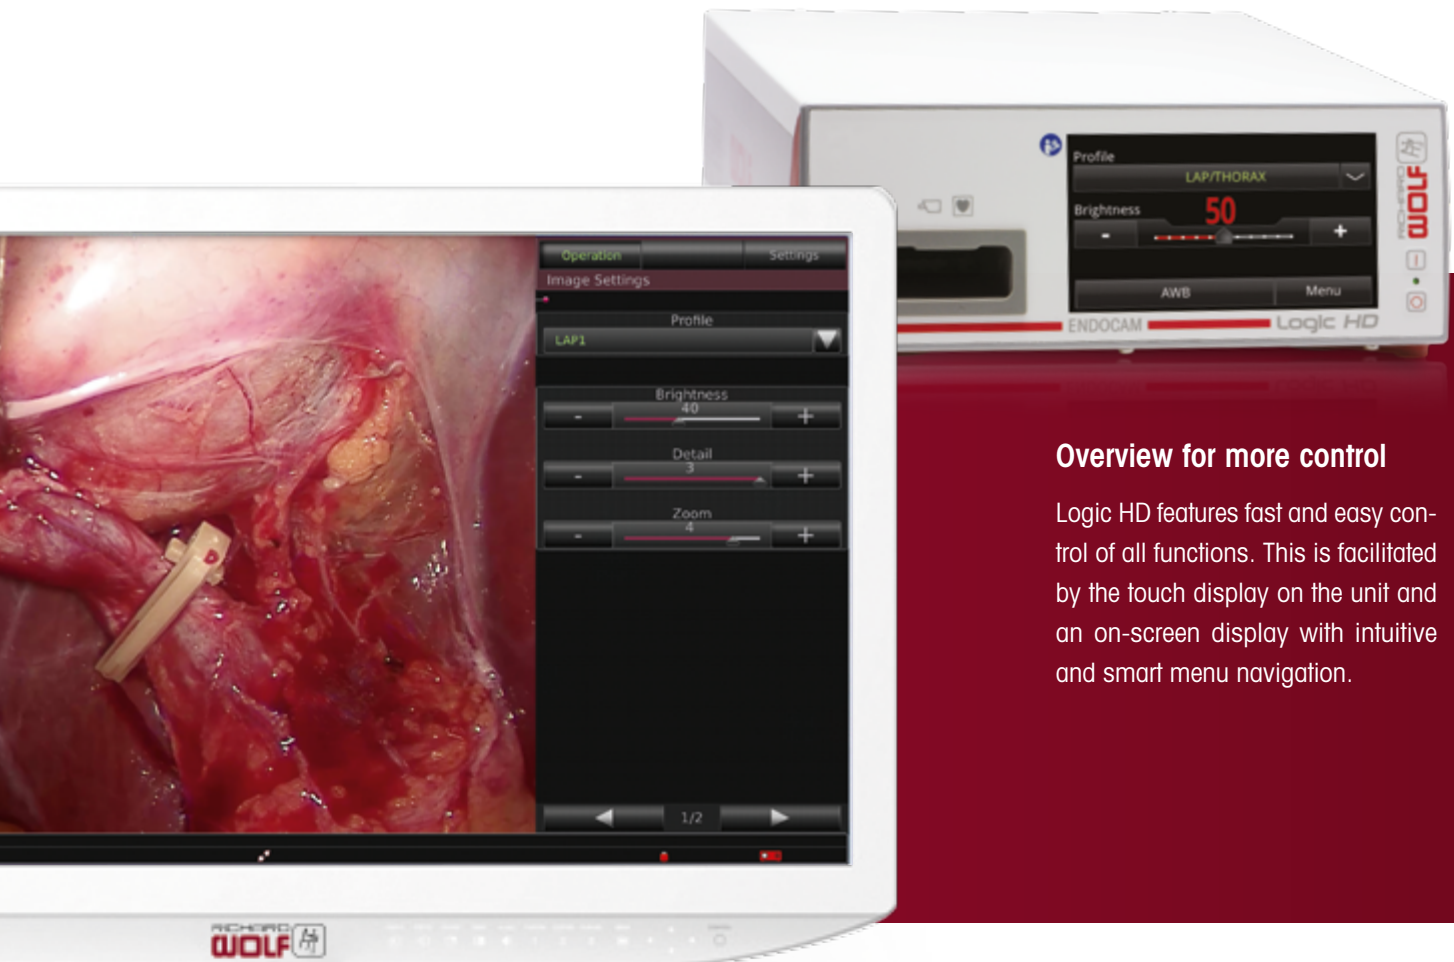 Profile
LAP/THORAX
Brightness
50
-
+
AWB
Menu
ENDOCAM
Logic HD
RICHARD
WOLF
Operation
Settings
Image Settings
Profile
LAP1
Brightness
40
-
+
Detail
3
-
+
Zoom
4
-
+
1/2
RICHARD
WOLF
Overview for more control
Logic HD features fast and easy con-
trol of all functions. This is facilitated
by the touch display on the unit and
an on-screen display with intuitive
and smart menu navigation.